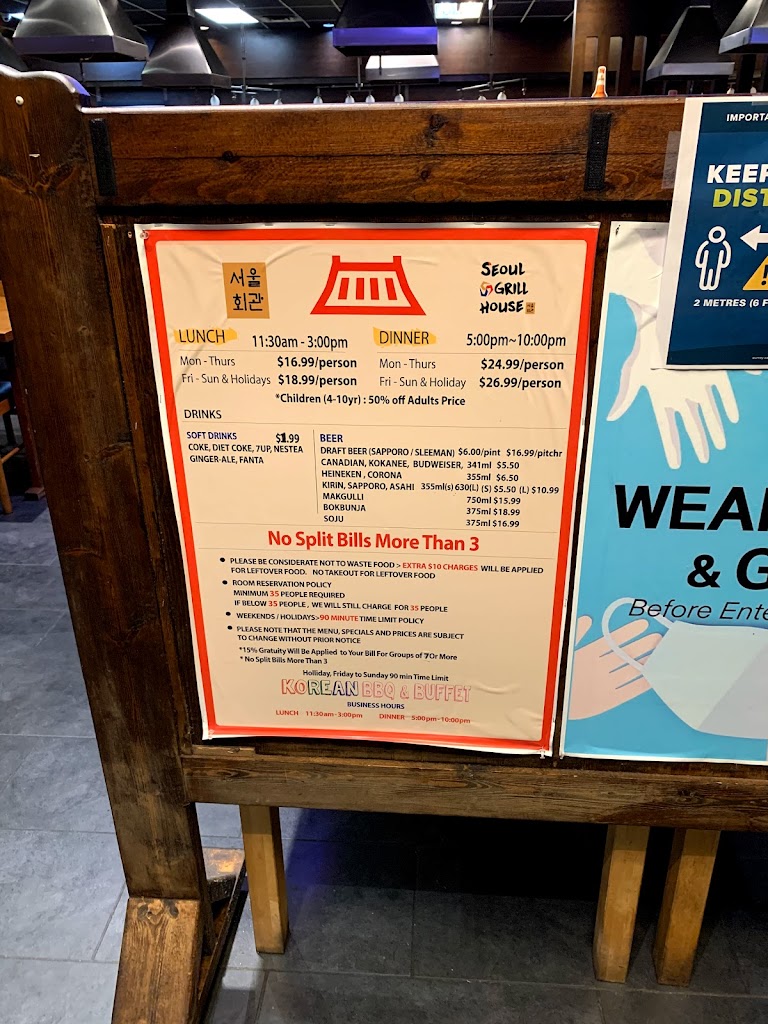 서울
회관
SEOUL
GRILL
HOUSE
LUNCH 11:30am - 3:00pm DINNER 5:00pm~10:00pm
Mon - Thurs $16.99/person Mon - Thurs $24.99/person
Fri - Sun & Holidays $18.99/person Fri - Sun & Holiday $26.99/person
*Children (4-10yr) : 50% off Adults Price
DRINKS
SOFT DRINKS $1.99
COKE, DIET COKE, 7UP, NESTEA
GINGER-ALE, FANTA
BEER
DRAFT BEER (SAPPORO / SLEEMAN) $6.00/pint $16.99/pitchr
CANADIAN, KOKANEE, BUDWEISER, 341ml $5.50
HEINEKEN , CORONA 355ml $6.50
KIRIN, SAPPORO, ASAHI 355ml(s) 630(L) (S) $5.50 (L) $10.99
MAKGULLI 750ml $15.99
BOKBUNJA 375ml $18.99
SOJU 375ml $16.99
No Split Bills More Than 3
• PLEASE BE CONSIDERATE NOT TO WASTE FOOD > EXTRA $10 CHARGES WILL BE APPLIED
FOR LEFTOVER FOOD. NO TAKEOUT FOR LEFTOVER FOOD
• ROOM RESERVATION POLICY
MINIMUM 35 PEOPLE REQUIRED
IF BELOW 35 PEOPLE , WE WILL STILL CHARGE FOR 35 PEOPLE
• WEEKENDS / HOLIDAYS>90 MINUTE TIME LIMIT POLICY
• PLEASE NOTE THAT THE MENU, SPECIALS AND PRICES ARE SUBJECT
TO CHANGE WITHOUT PRIOR NOTICE
*15% Gratuity Will Be Applied to Your Bill For Groups of 7 Or More
* No Split Bills More Than 3
Holliday, Friday to Sunday 90 min Time Limit
KOREAN BBQ & BUFFET
BUSINESS HOURS
LUNCH 11:30am-3:00pm DINNER 5:00pm-10:00pm
IMPORTA
KEEP
DIST
2 METRES (6 F
WEA
& G
Before Ente